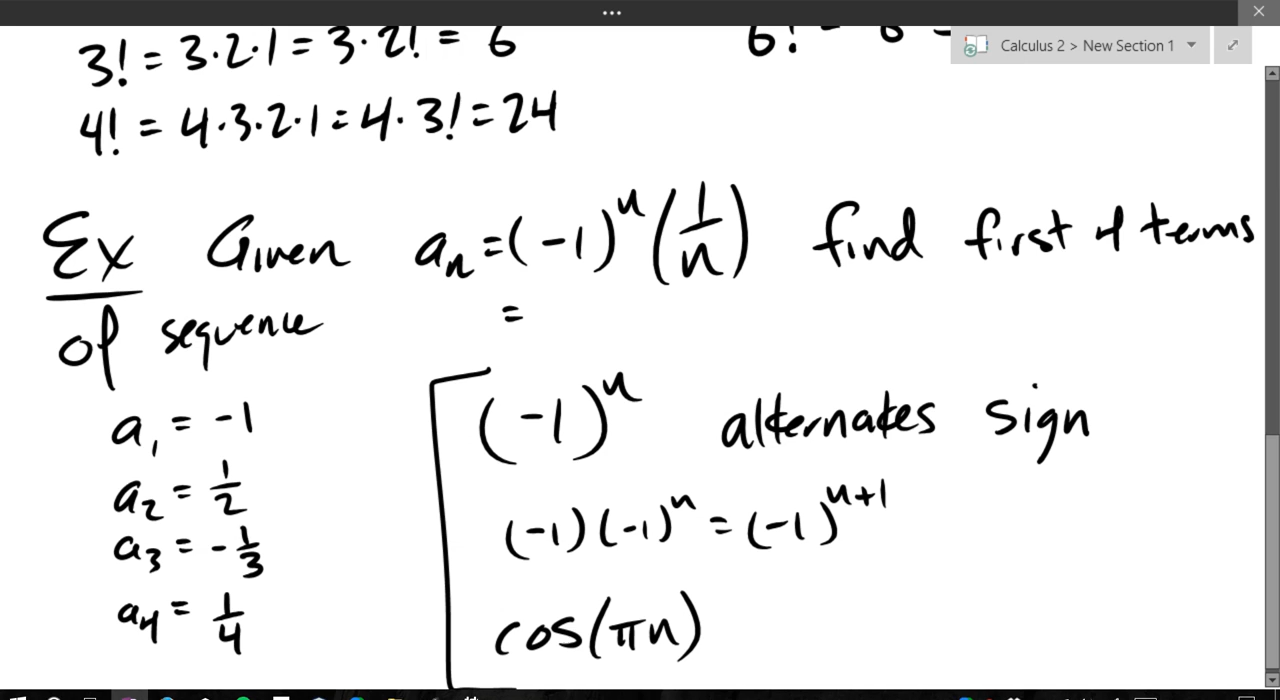 ...
Calculus 2 > New Section 1
3! = 3·2·1 = 3·2! = 6
6! = 6
4! = 4·3·2·1 = 4·3! = 24
Ex Given aₙ = (-1)ⁿ (1/n) find first 4 terms
of sequence
=
a₁ = -1
a₂ = 1/2
a₃ = -1/3
a₄ = 1/4
(-1)ⁿ alternates sign
(-1)(-1)ⁿ = (-1)ⁿ⁺¹
cos(πn)